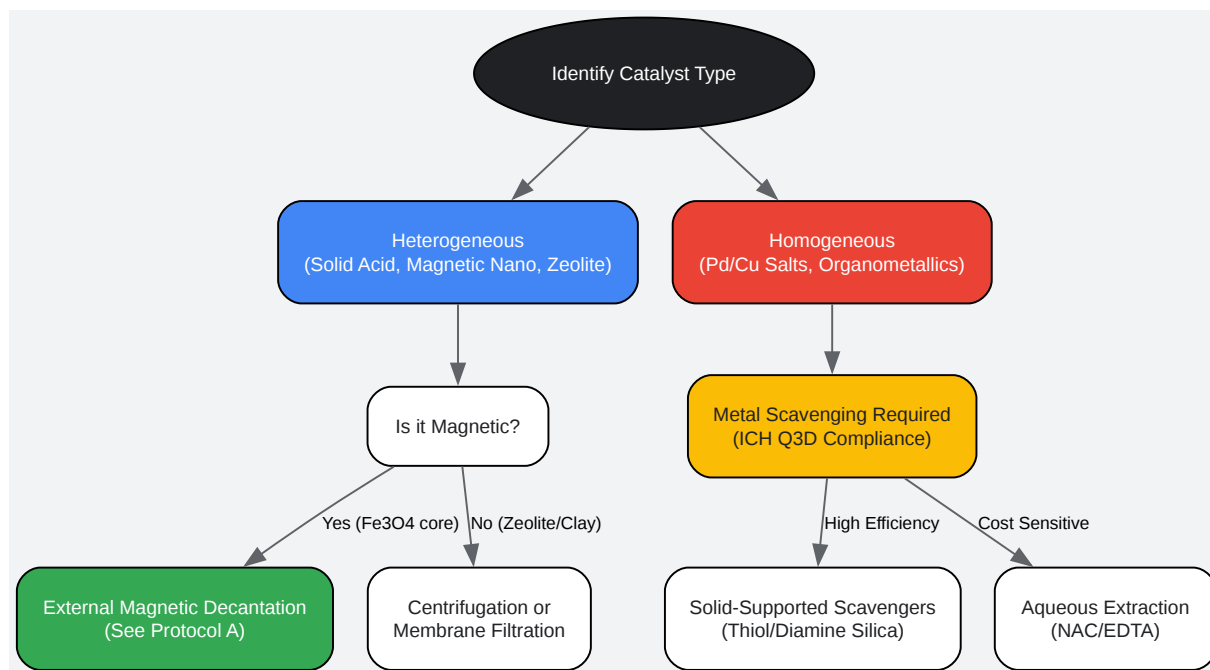 Identify Catalyst Type
Heterogeneous
(Solid Acid, Magnetic Nano, Zeolite)
Homogeneous
(Pd/Cu Salts, Organometallics)
Is it Magnetic?
Metal Scavenging Required
(ICH Q3D Compliance)
Yes (Fe3O4 core)
No (Zeolite/Clay)
High Efficiency
Cost Sensitive
External Magnetic Decantation
(See Protocol A)
Centrifugation or
Membrane Filtration
Solid-Supported Scavengers
(Thiol/Diamine Silica)
Aqueous Extraction
(NAC/EDTA)